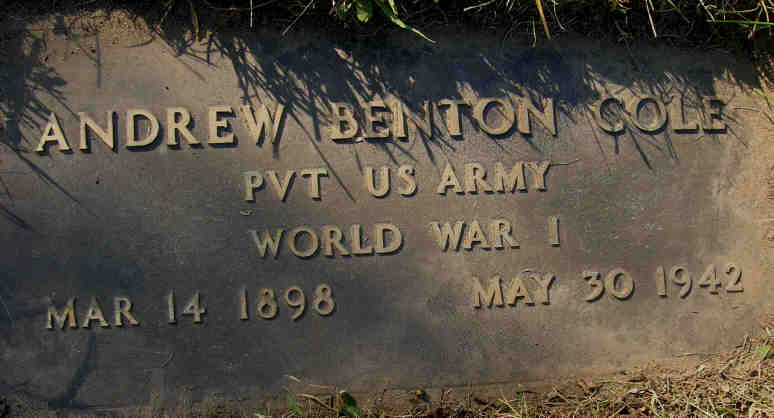 ANDREW BENTON COLE
PVT US ARMY
WORLD WAR I
MAR 14 1898 MAY 30 1942